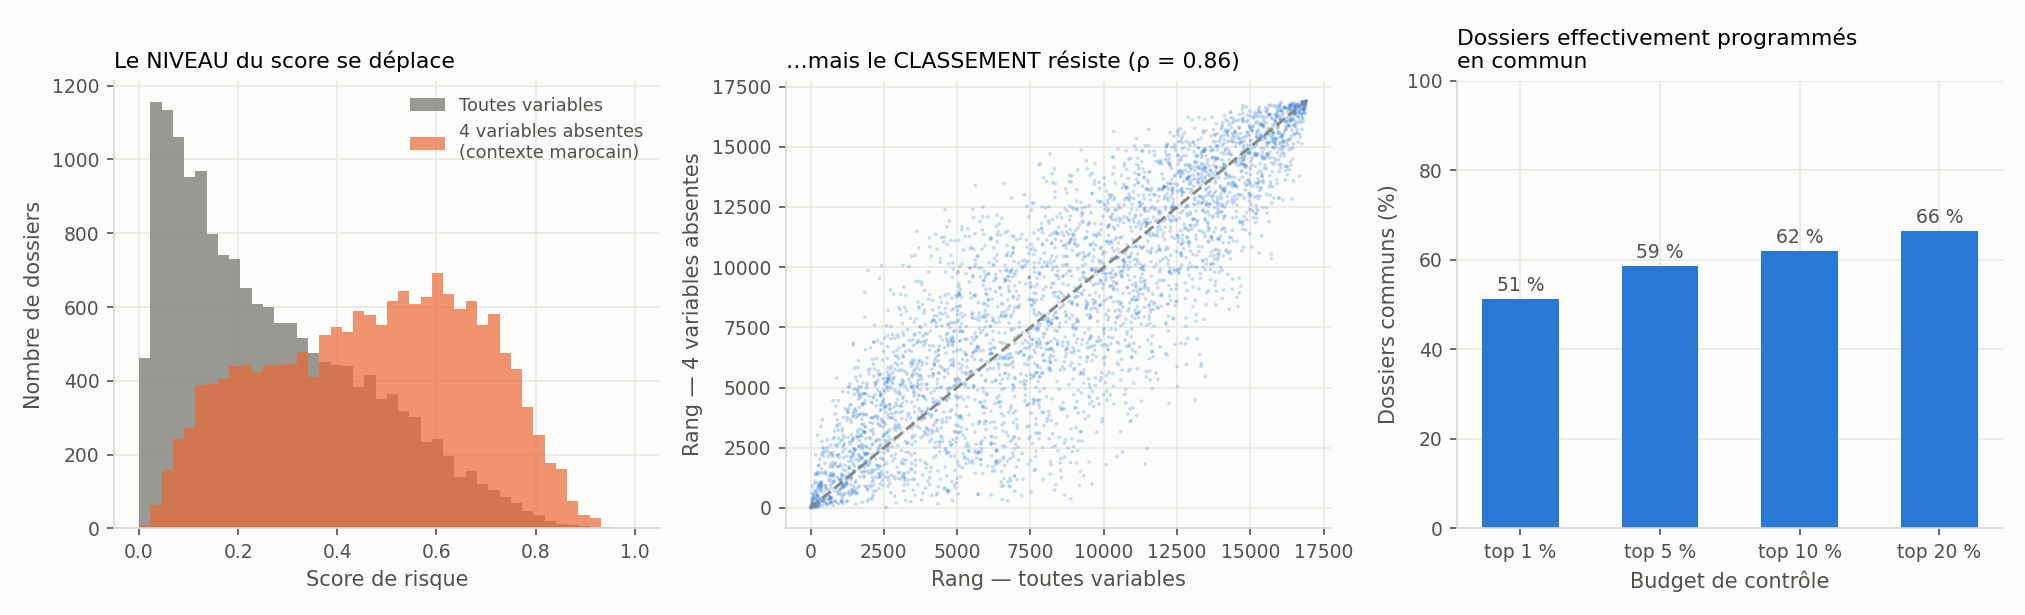 Le NIVEAU du score se déplace
Toutes variables
4 variables absentes
(contexte marocain)
1200
1000
800
600
400
200
0
Nombre de dossiers
0.0
0.2
0.4
0.6
0.8
1.0
Score de risque
...mais le CLASSEMENT résiste (ρ = 0.86)
17500
15000
12500
10000
7500
5000
2500
0
Rang — 4 variables absentes
0
2500
5000
7500
10000
12500
15000
17500
Rang — toutes variables
Dossiers effectivement programmés
en commun
100
80
60
40
20
0
Dossiers communs (%)
51 %
59 %
62 %
66 %
top 1 %
top 5 %
top 10 %
top 20 %
Budget de contrôle